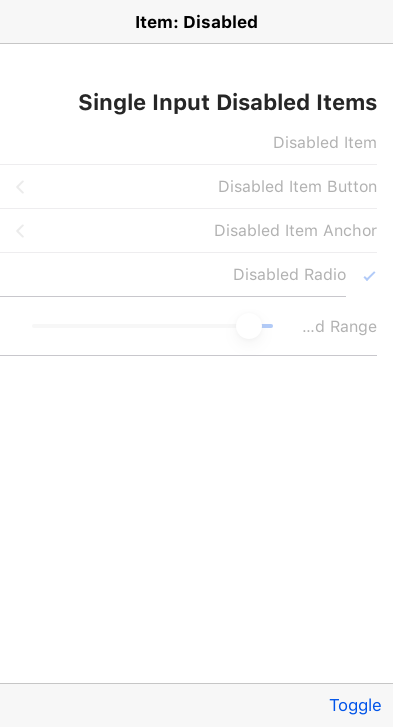 Item: Disabled
Single Input Disabled Items
Disabled Item
Disabled Item Button
Disabled Item Anchor
Disabled Radio
...d Range
Toggle